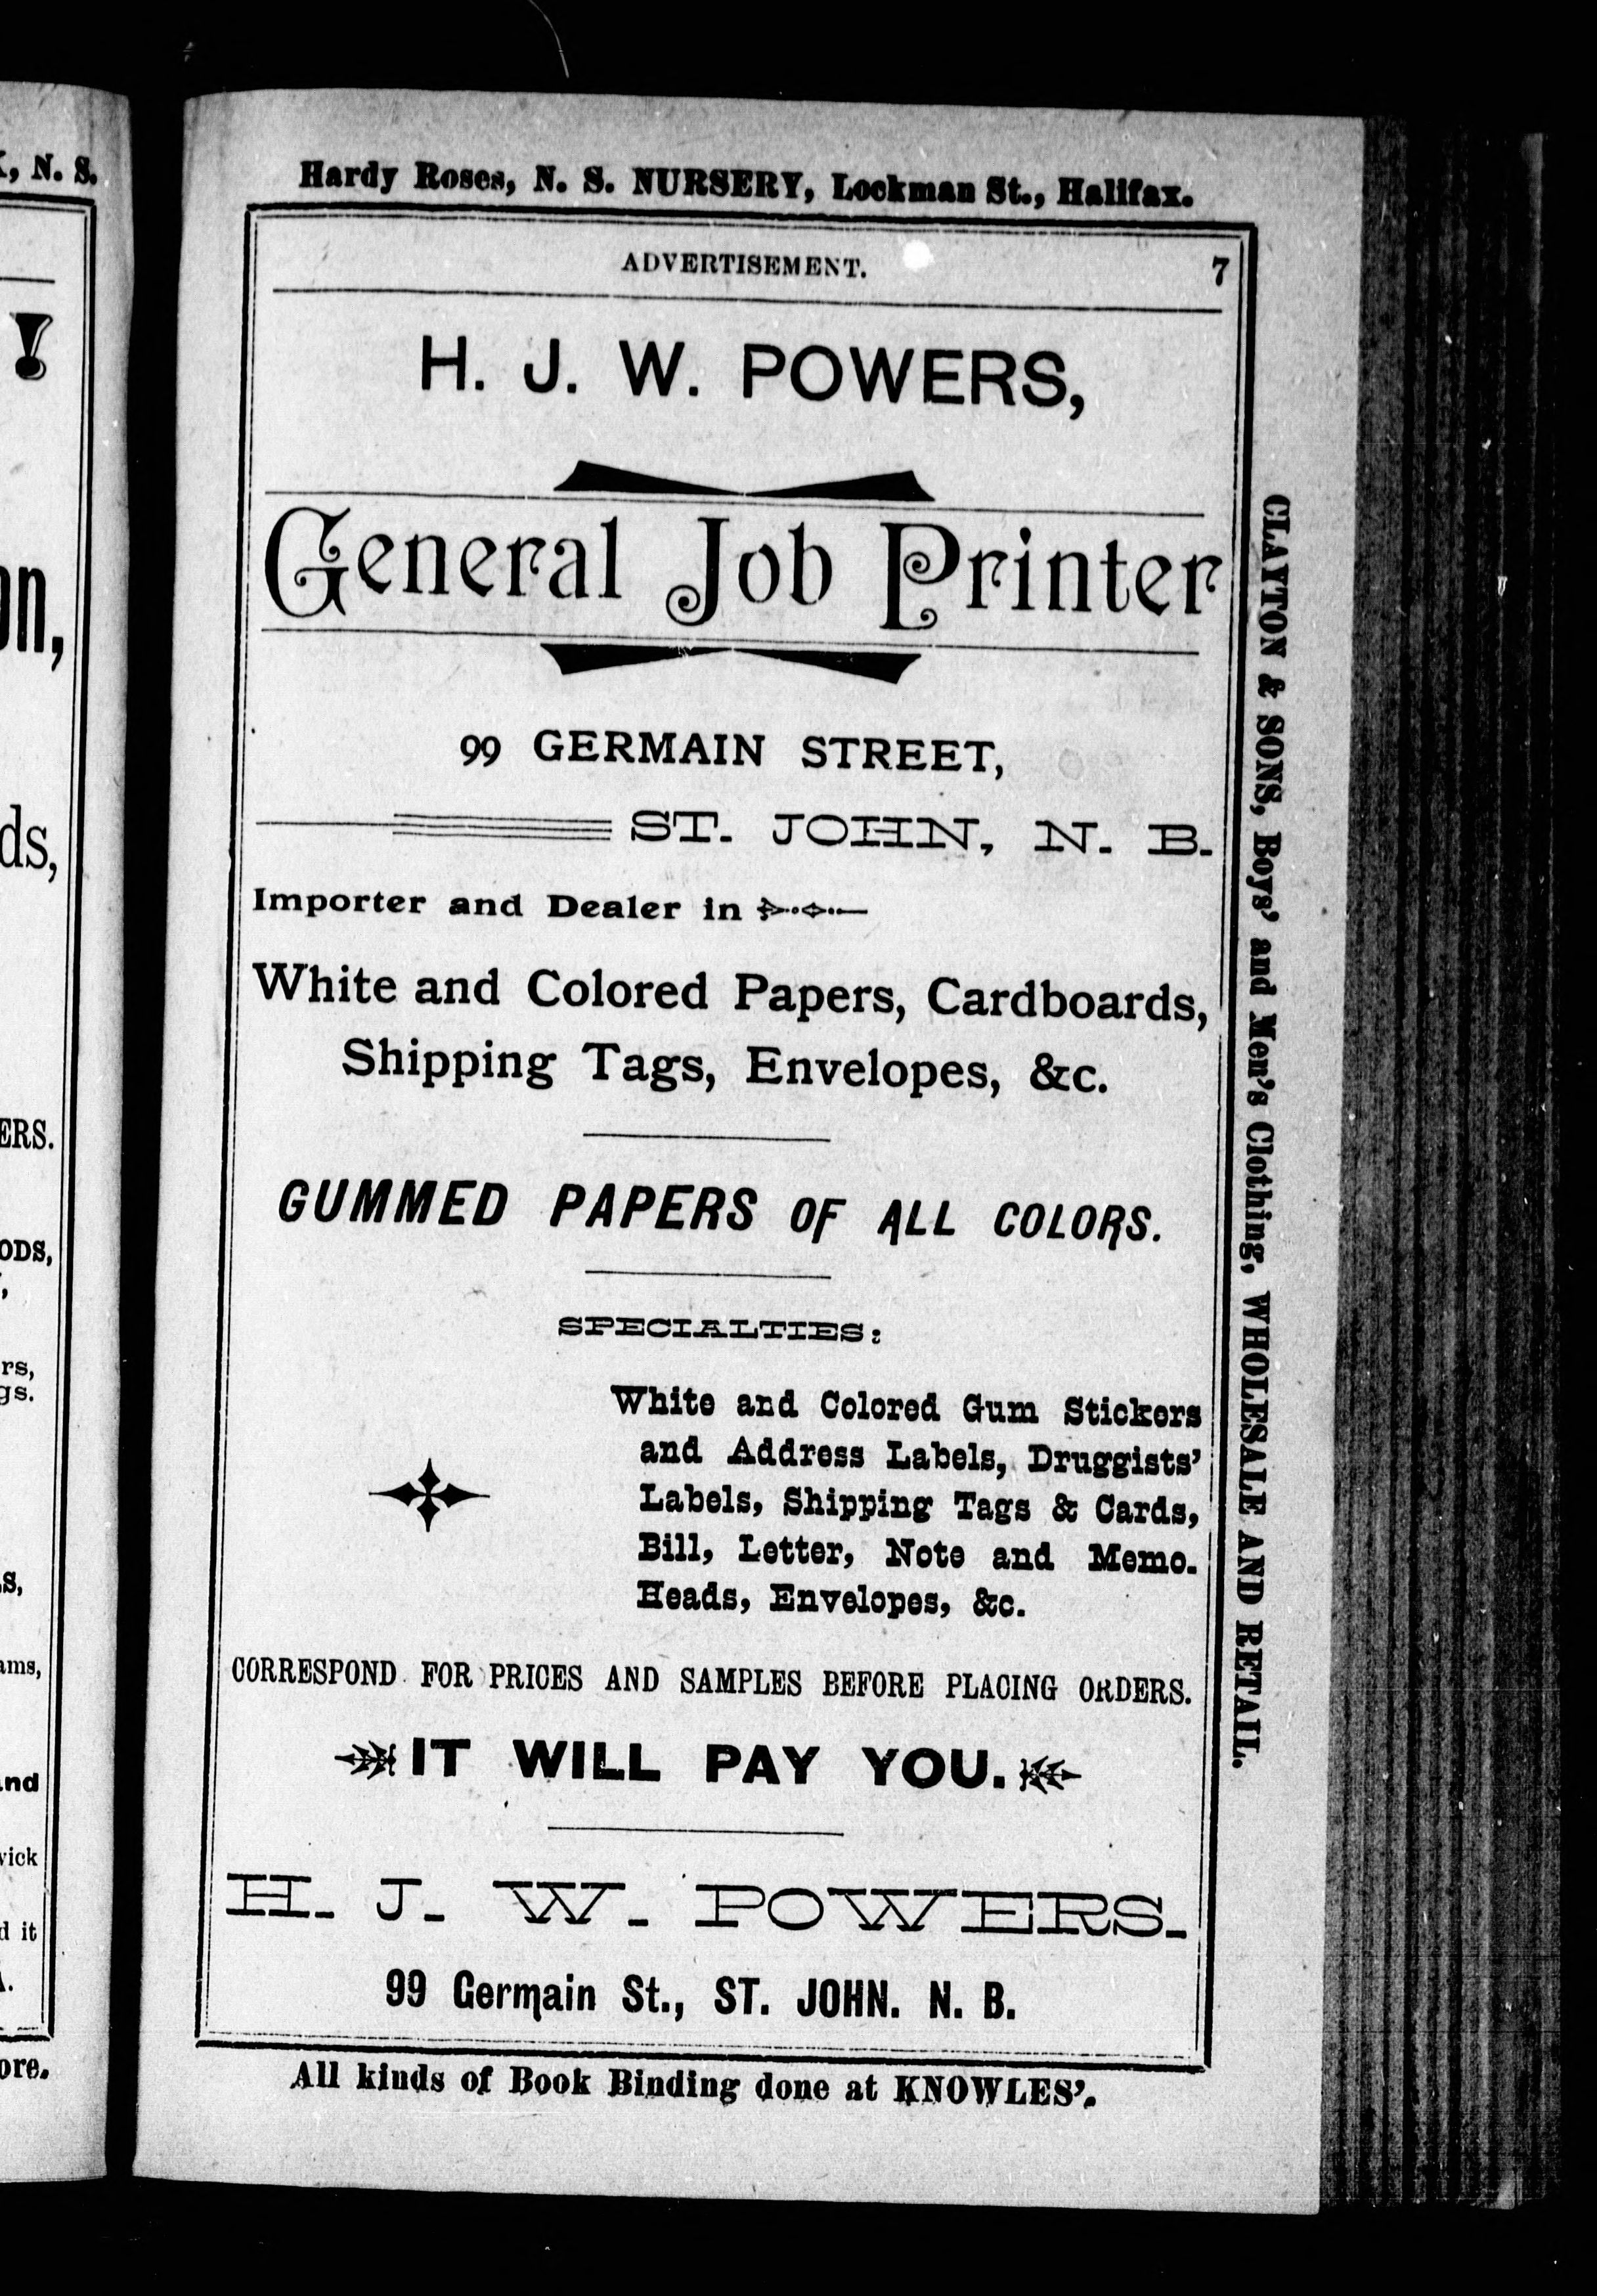 Hardy Roses, N. S. NURSERY, Lockman St., Halifax.
ADVERTISEMENT. 7
H. J. W. POWERS,
General Job Printer
99 GERMAIN STREET,
ST. JOHN, N. B.
Importer and Dealer in
White and Colored Papers, Cardboards,
Shipping Tags, Envelopes, &c.
GUMMED PAPERS OF ALL COLORS.
SPECIALTIES:
White and Colored Gum Stickers
and Address Labels, Druggists'
Labels, Shipping Tags & Cards,
Bill, Letter, Note and Memo.
Heads, Envelopes, &c.
CORRESPOND FOR PRICES AND SAMPLES BEFORE PLACING ORDERS.
IT WILL PAY YOU.
H. J. W. POWERS.
99 Germain St., ST. JOHN. N. B.
All kinds of Book Binding done at KNOWLES'.
CLAYTON & SONS, Boys' and Men's Clothing, WHOLESALE AND RETAIL.
N. S.